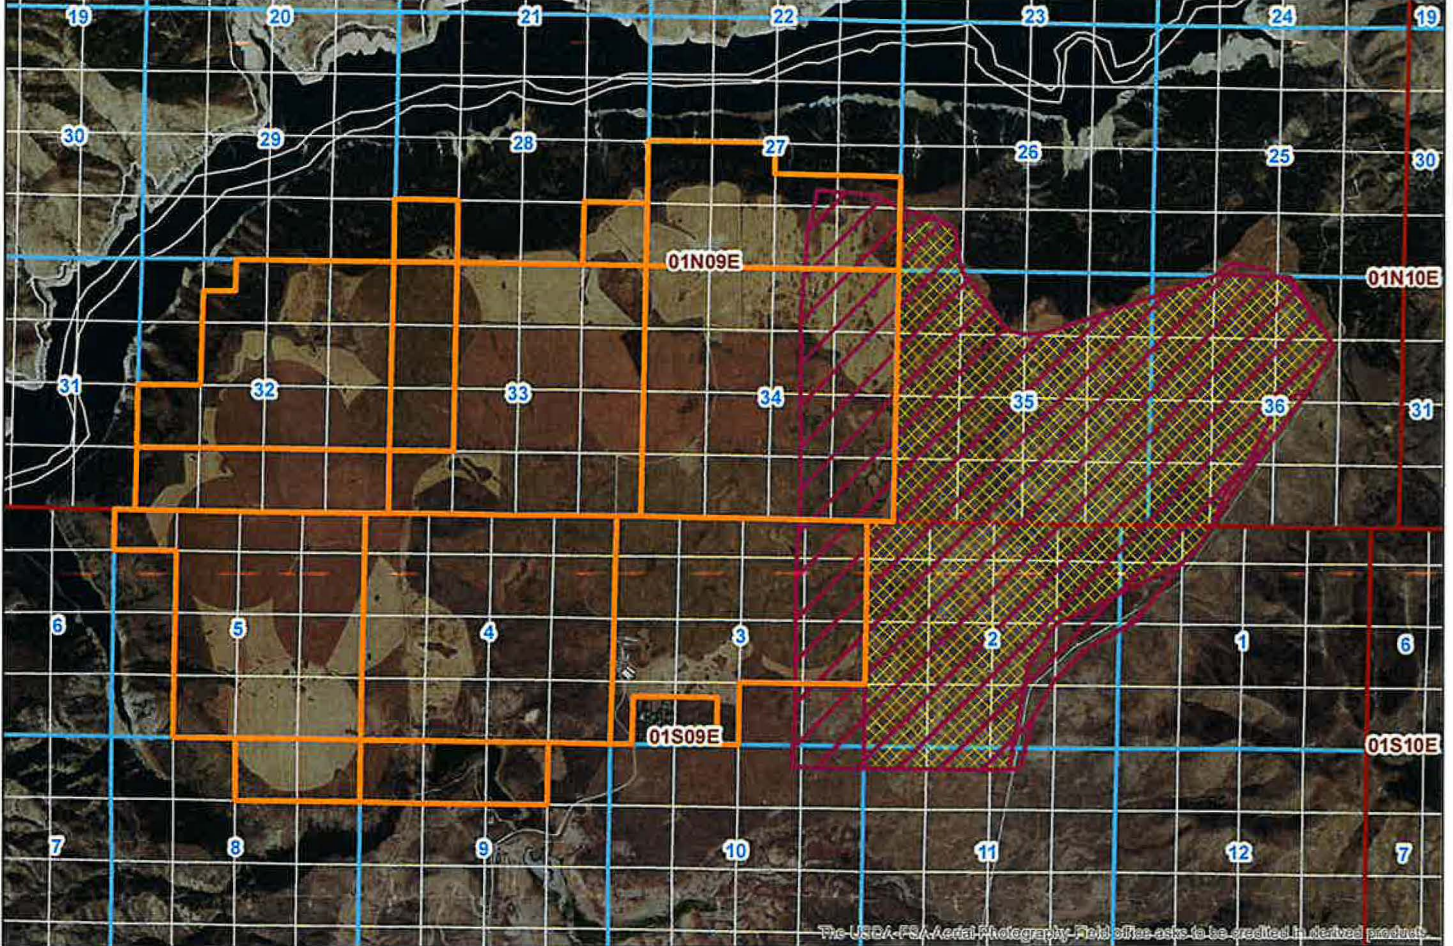 19 20 21 22 23 24 19
30 29 28 27 26 25 30
01N09E 01N10E
31 32 33 34 35 36 31
6 5 4 3 2 1 6
01S09E 01S10E
7 8 9 10 11 12 7
The USDA-FSA Aerial Photography Field office asks to be credited in derived products.